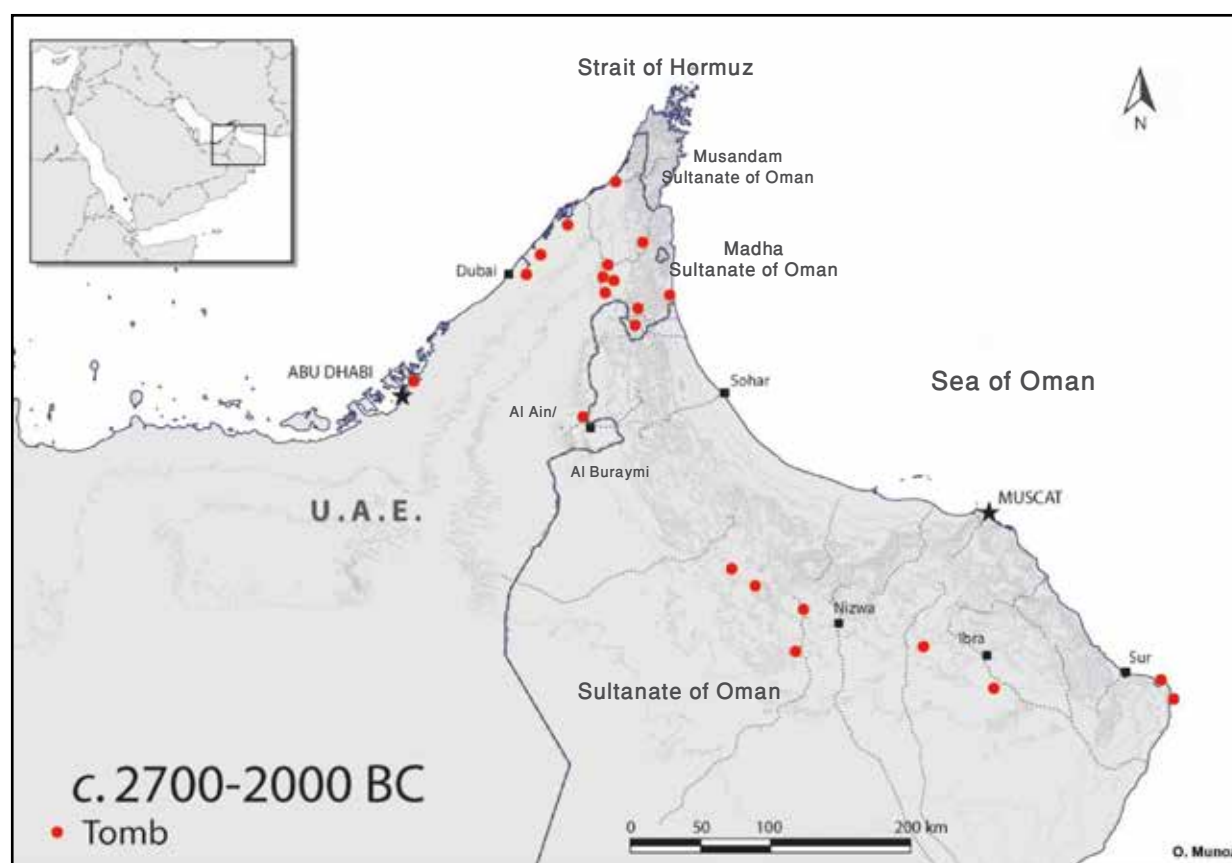 Strait of Hormuz
N
Musandam
Sultanate of Oman
Madha
Sultanate of Oman
Dubai
ABU DHABI
Sohar
Sea of Oman
Al Ain/
Al Buraymi
U.A.E.
MUSCAT
Nizwa
Ibra
Sur
Sultanate of Oman
c. 2700-2000 BC
Tomb
0 50 100 200 km